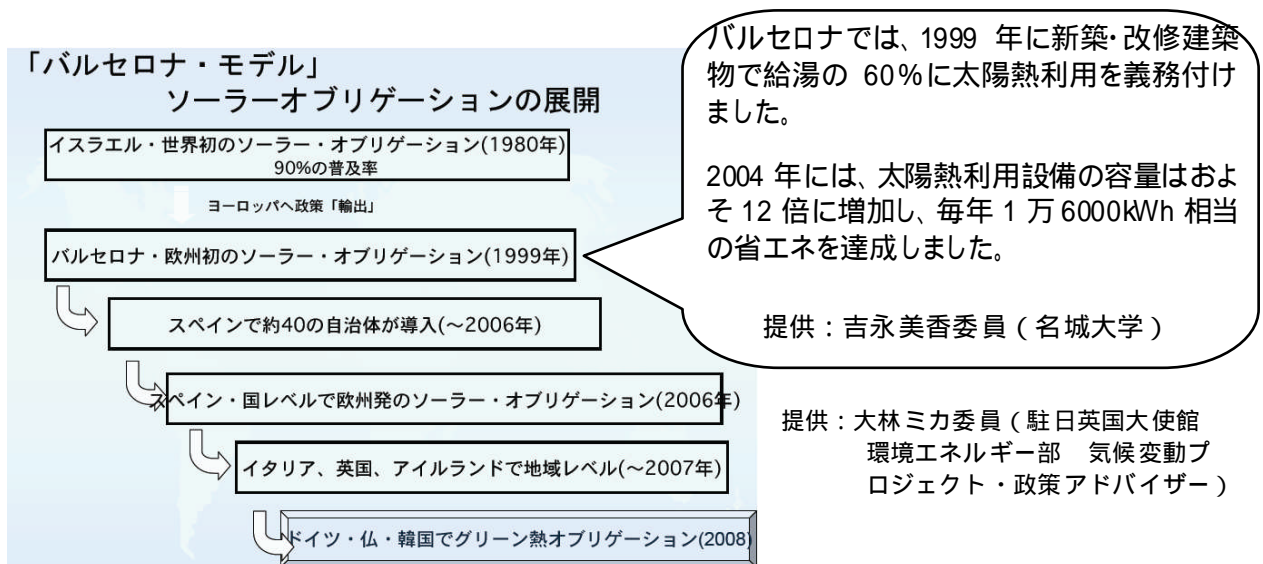 「バルセロナ・モデル」
ソーラーオブリゲーションの展開
イスラエル・世界初のソーラー・オブリゲーション(1980年)
90%の普及率
ヨーロッパへ政策「輸出」
バルセロナ・欧州初のソーラー・オブリゲーション(1999年)
スペインで約40の自治体が導入(～2006年)
スペイン・国レベルで欧州発のソーラー・オブリゲーション(2006年)
イタリア、英国、アイルランドで地域レベル(～2007年)
ドイツ・仏・韓国でグリーン熱オブリゲーション(2008)
バルセロナでは、1999 年に新築・改修建築
物で給湯の 60%に太陽熱利用を義務付け
ました。
2004 年には、太陽熱利用設備の容量はおよ
そ 12 倍に増加し、毎年 1 万 6000kWh 相当
の省エネを達成しました。
提供：吉永美香委員（名城大学）
提供：大林ミカ委員（駐日英国大使館
環境エネルギー部　気候変動プ
ロジェクト・政策アドバイザー）